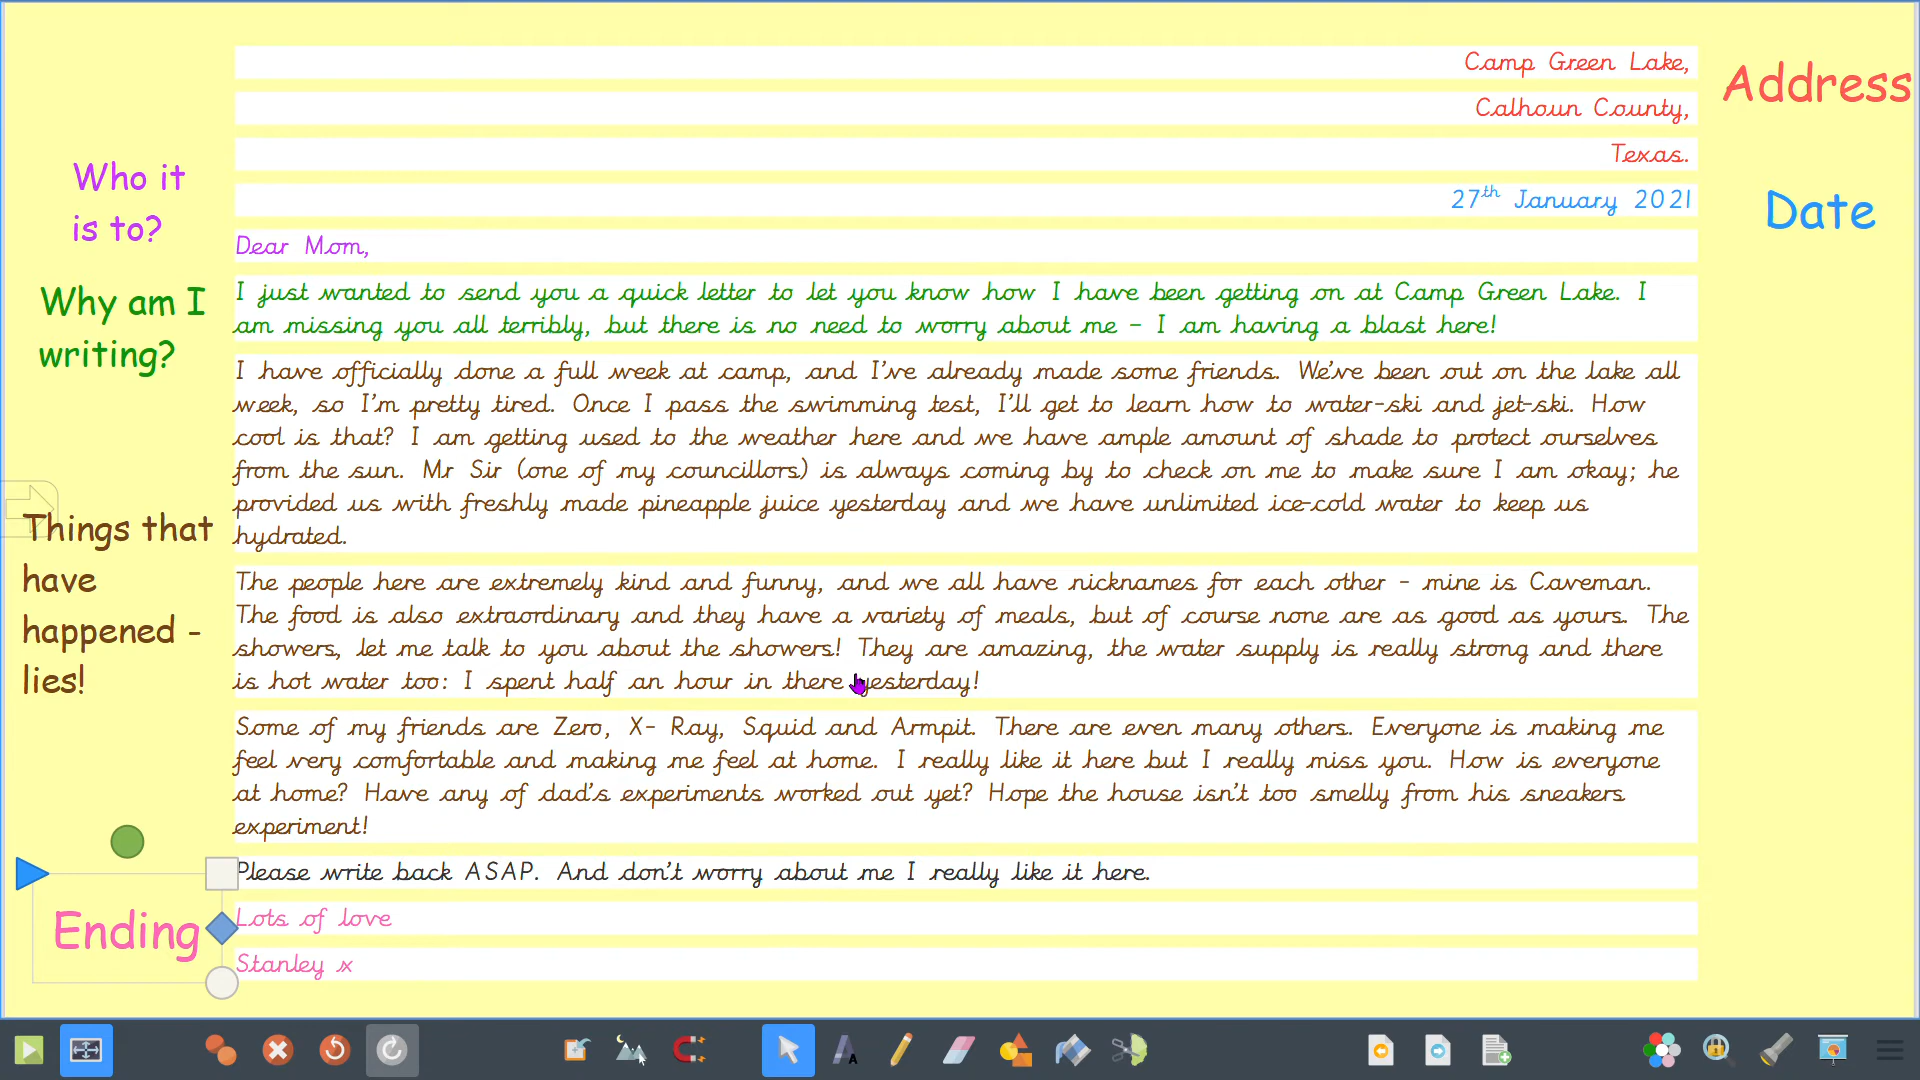 Camp Green Lake,
Address
Calhoun County,
Texas.
Who it
is to?
27th January 2021
Date
Dear Mom,
Why am I
writing?
I just wanted to send you a quick letter to let you know how I have been getting on at Camp Green Lake. I
am missing you all terribly, but there is no need to worry about me – I am having a blast here!
I have officially done a full week at camp, and I've already made some friends. We've been out on the lake all
week, so I'm pretty tired. Once I pass the swimming test, I'll get to learn how to water-ski and jet-ski. How
cool is that? I am getting used to the weather here and we have ample amount of shade to protect ourselves
from the sun. Mr Sir (one of my councillors) is always coming by to check on me to make sure I am okay; he
provided us with freshly made pineapple juice yesterday and we have unlimited ice-cold water to keep us
hydrated.
Things that
have
happened -
lies!
The people here are extremely kind and funny, and we all have nicknames for each other – mine is Caveman.
The food is also extraordinary and they have a variety of meals, but of course none are as good as yours. The
showers, let me talk to you about the showers! They are amazing, the water supply is really strong and there
is hot water too: I spent half an hour in there yesterday!
Some of my friends are Zero, X- Ray, Squid and Armpit. There are even many others. Everyone is making me
feel very comfortable and making me feel at home. I really like it here but I really miss you. How is everyone
at home? Have any of dad's experiments worked out yet? Hope the house isn't too smelly from his sneakers
experiment!
Please write back ASAP. And don't worry about me I really like it here.
Ending
Lots of love
Stanley x